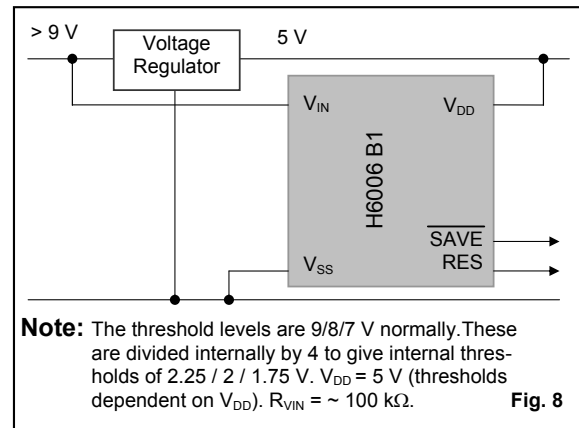 > 9 V
Voltage
Regulator
5 V
V_IN
V_DD
H6006 B1
SAVE
RES
V_SS
Note: The threshold levels are 9/8/7 V normally.These
are divided internally by 4 to give internal thres-
holds of 2.25 / 2 / 1.75 V. V_DD = 5 V (thresholds
dependent on V_DD). R_VIN = ~ 100 kΩ.
Fig. 8